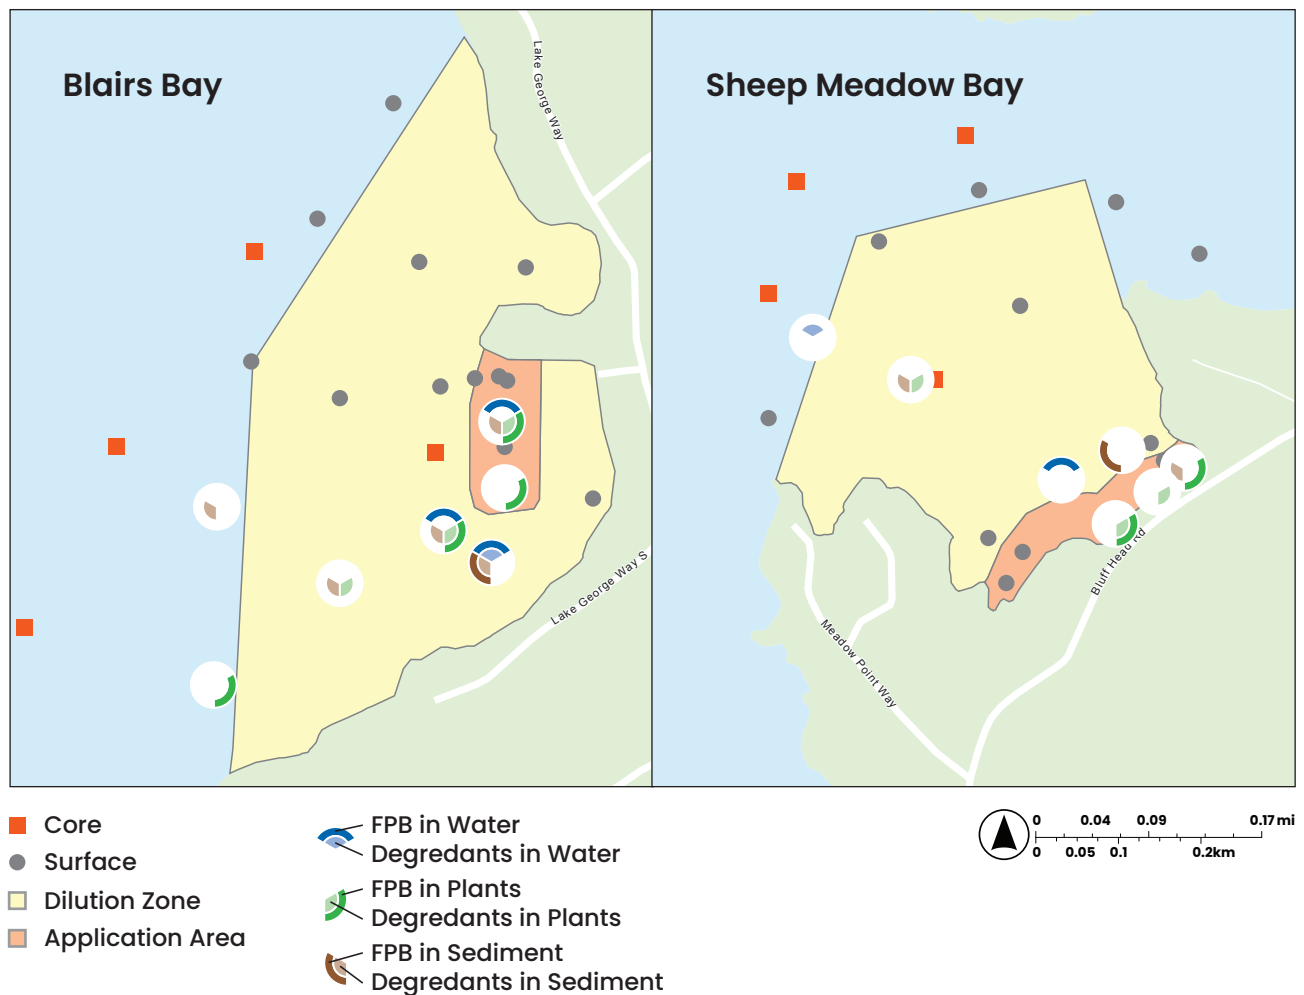 Blairs Bay
Sheep Meadow Bay
Lake George Way
Lake George Way S
Meadow Point Way
Bluff Head Rd
Core
Surface
Dilution Zone
Application Area
FPB in Water
Degredants in Water
FPB in Plants
Degredants in Plants
FPB in Sediment
Degredants in Sediment
0 0.04 0.09 0.17 mi
0 0.05 0.1 0.2km